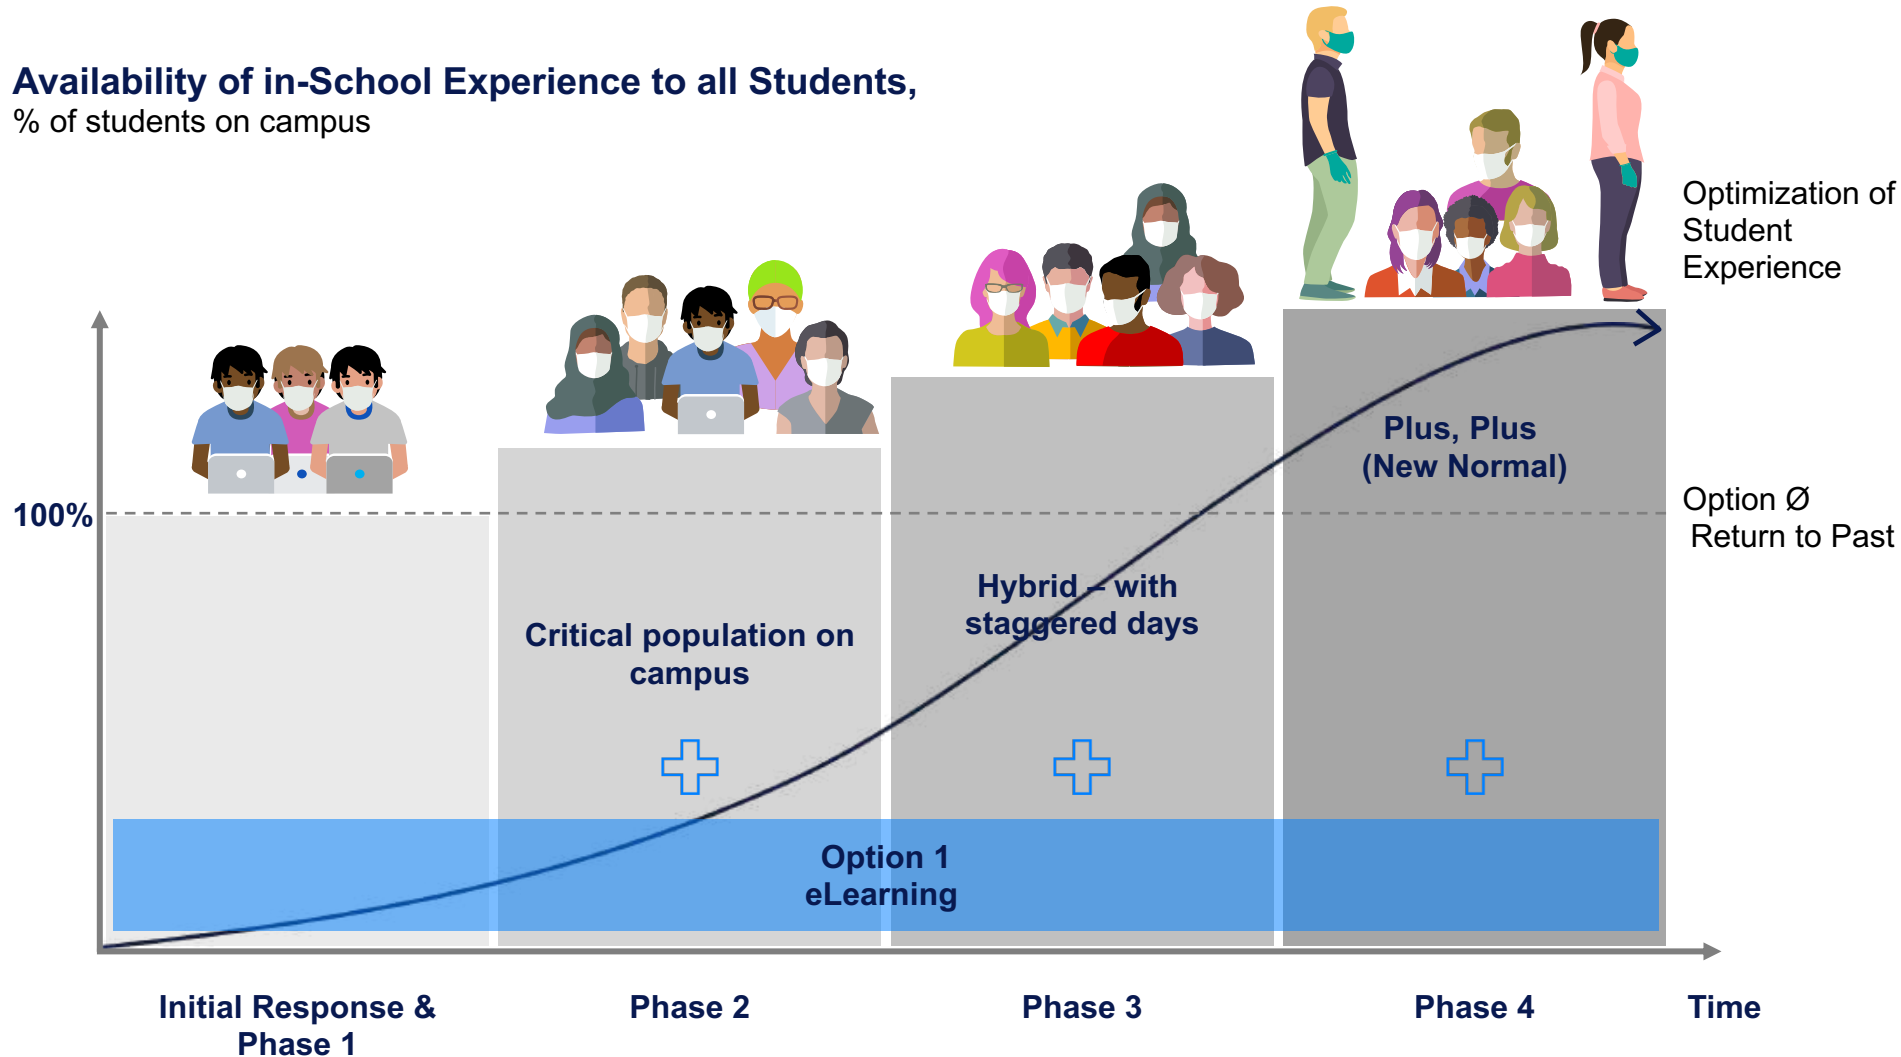 Availability of in-School Experience to all Students,
% of students on campus
Optimization of
Student
Experience
Plus, Plus
(New Normal)
100%
Option Ø
Return to Past
Hybrid – with
staggered days
Critical population on
campus
Option 1
eLearning
Initial Response &
Phase 1
Phase 2
Phase 3
Phase 4
Time